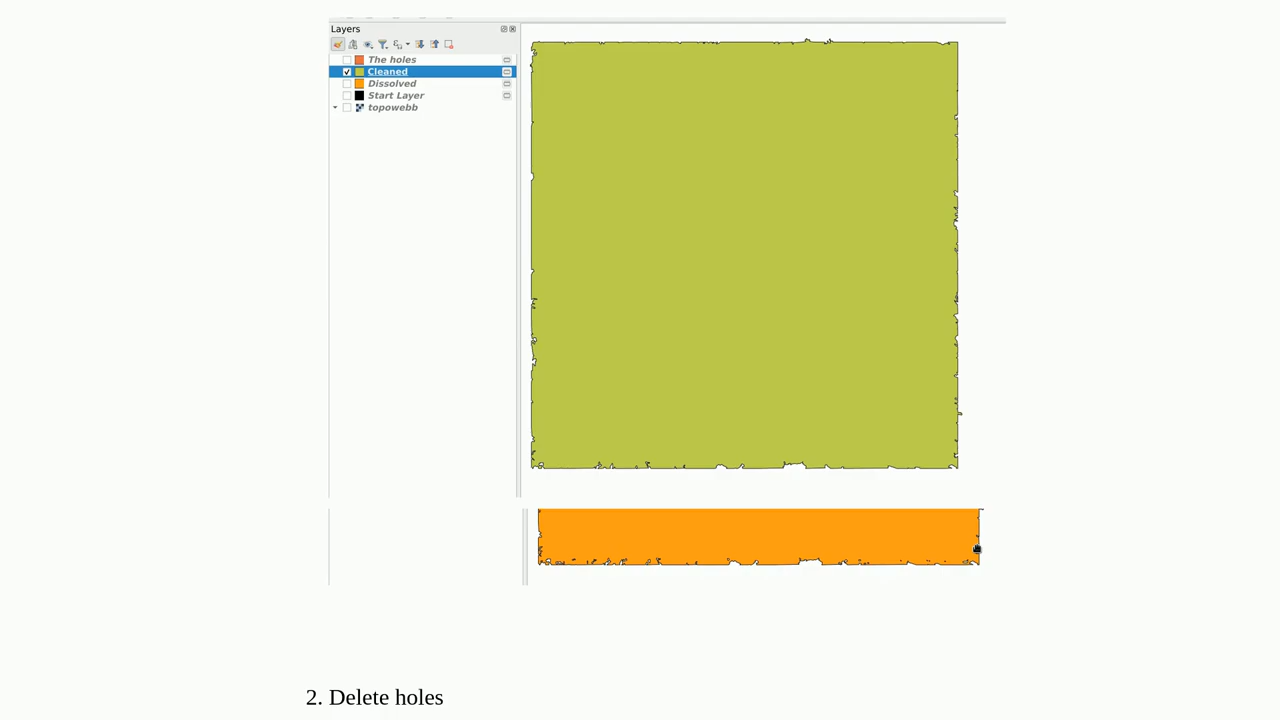 Layers
The holes
Cleaned
Dissolved
Start Layer
topowebb
2. Delete holes